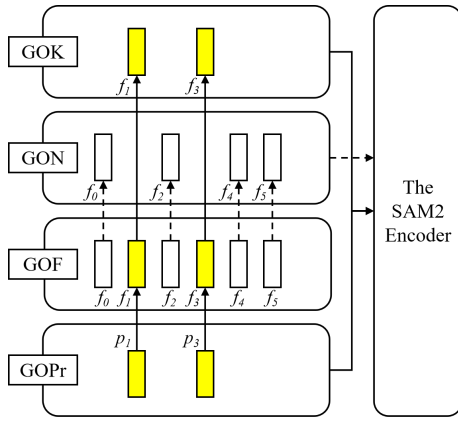 GOK
f1 f3
GON
f0 f2 f4 f5
The
SAM2
Encoder
GOF
f0 f1 f2 f3 f4 f5
p1 p3
GOPr